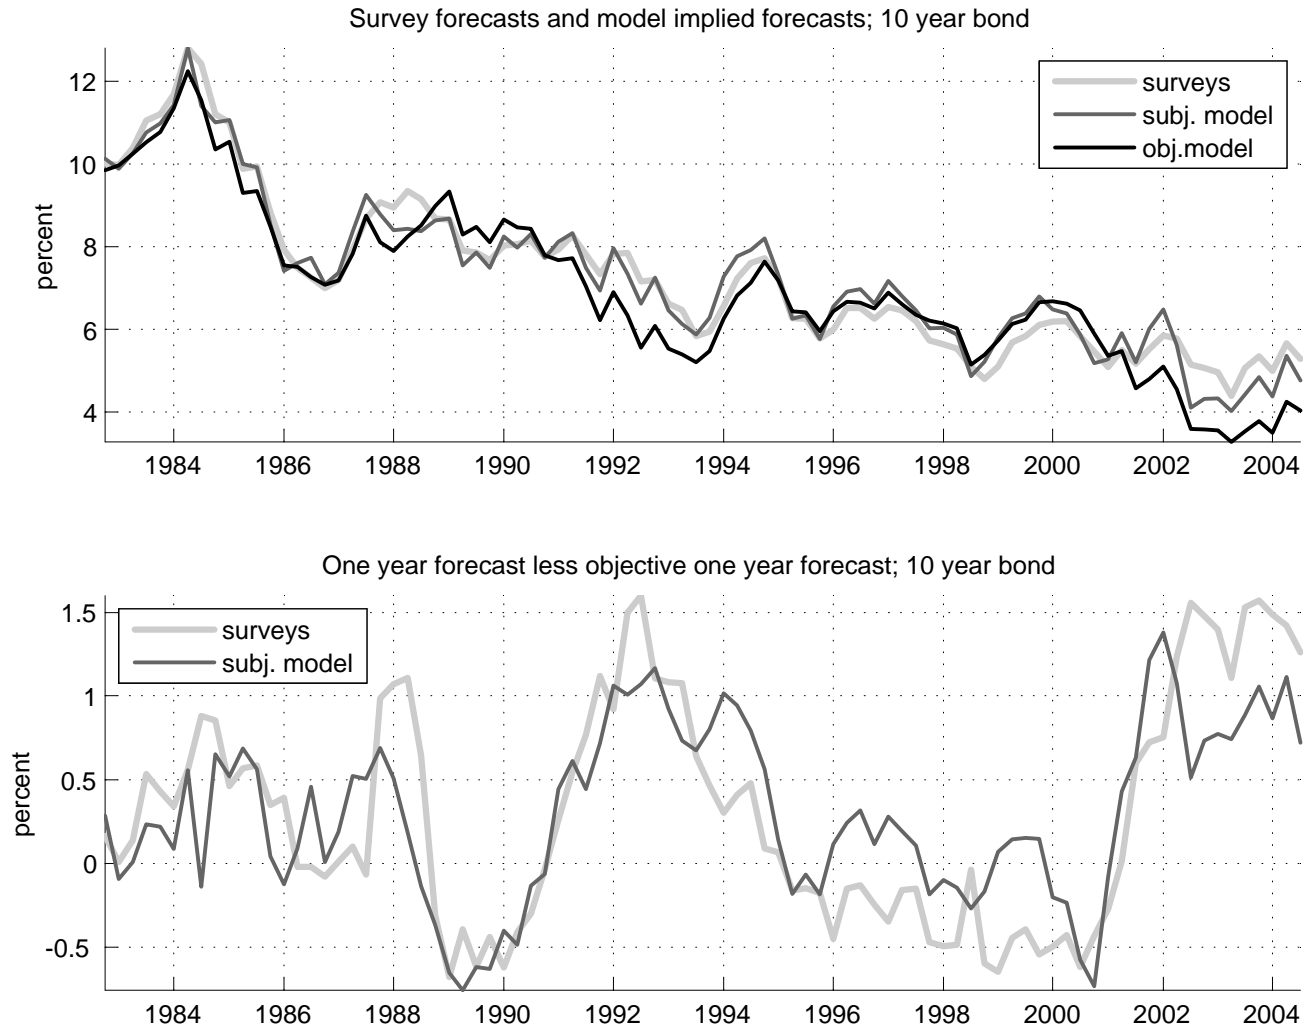 Survey forecasts and model implied forecasts; 10 year bond
surveys
subj. model
obj.model
percent
12
10
8
6
4
1984 1986 1988 1990 1992 1994 1996 1998 2000 2002 2004
One year forecast less objective one year forecast; 10 year bond
surveys
subj. model
percent
1.5
1
0.5
0
-0.5
1984 1986 1988 1990 1992 1994 1996 1998 2000 2002 2004